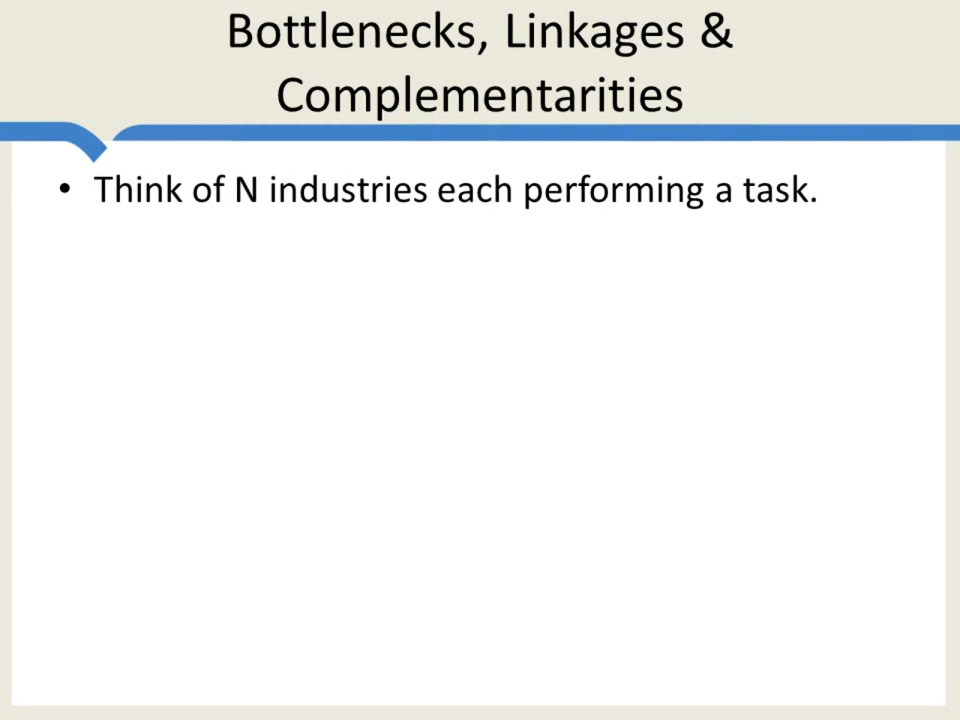 Bottlenecks, Linkages &
Complementarities
• Think of N industries each performing a task.